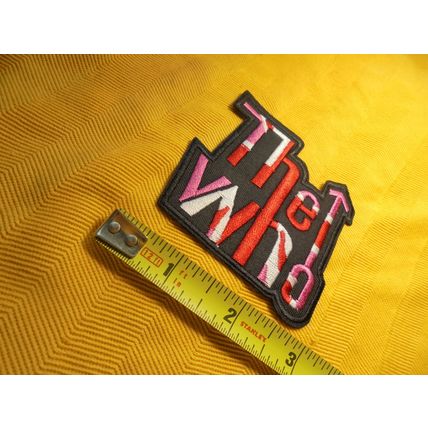 The
Who
1 2 3
STANLEY